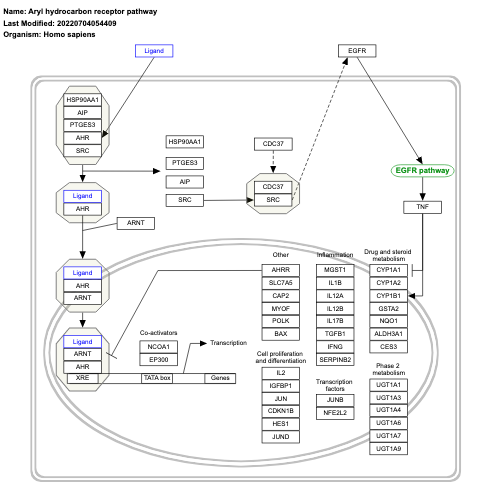 Name: Aryl hydrocarbon receptor pathway
Last Modified: 20220704054409
Organism: Homo sapiens
Ligand
EGFR
HSP90AA1
AIP
PTGES3
AHR
SRC
HSP90AA1
PTGES3
AIP
SRC
CDC37
CDC37
SRC
EGFR pathway
TNF
Ligand
AHR
ARNT
Ligand
AHR
ARNT
Ligand
ARNT
AHR
XRE
Co-activators
NCOA1
EP300
Transcription
TATA box
Genes
Other
AHRR
SLC7A5
CAP2
MYOF
POLK
BAX
Cell proliferation
and differentiation
IL2
IGFBP1
JUN
CDKN1B
HES1
JUND
Inflammation
MGST1
IL1B
IL12A
IL12B
IL17B
TGFB1
IFNG
SERPINB2
Transcription
factors
JUNB
NFE2L2
Drug and steroid
metabolism
CYP1A1
CYP1A2
CYP1B1
GSTA2
NQO1
ALDH3A1
CES3
Phase 2
metabolism
UGT1A1
UGT1A3
UGT1A4
UGT1A6
UGT1A7
UGT1A9